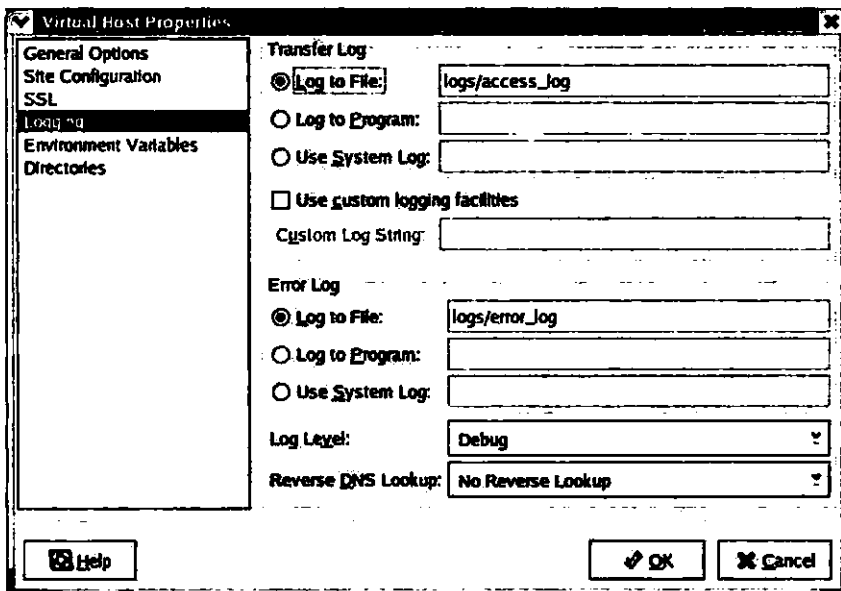 Virtual Host Properties
General Options
Site Configuration
SSL
Logging
Environment Variables
Directories
Transfer Log
Log to File: logs/access_log
Log to Program:
Use System Log:
Use custom logging facilities
Custom Log String:
Error Log
Log to File: logs/error_log
Log to Program:
Use System Log:
Log Level: Debug
Reverse DNS Lookup: No Reverse Lookup
Help
OK
Cancel